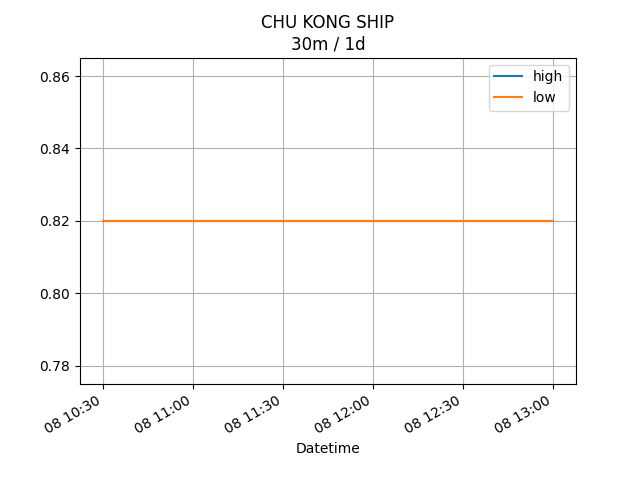 CHU KONG SHIP
30m / 1d
high
low
0.86
0.84
0.82
0.80
0.78
08 10:30
08 11:00
08 11:30
08 12:00
08 12:30
08 13:00
Datetime